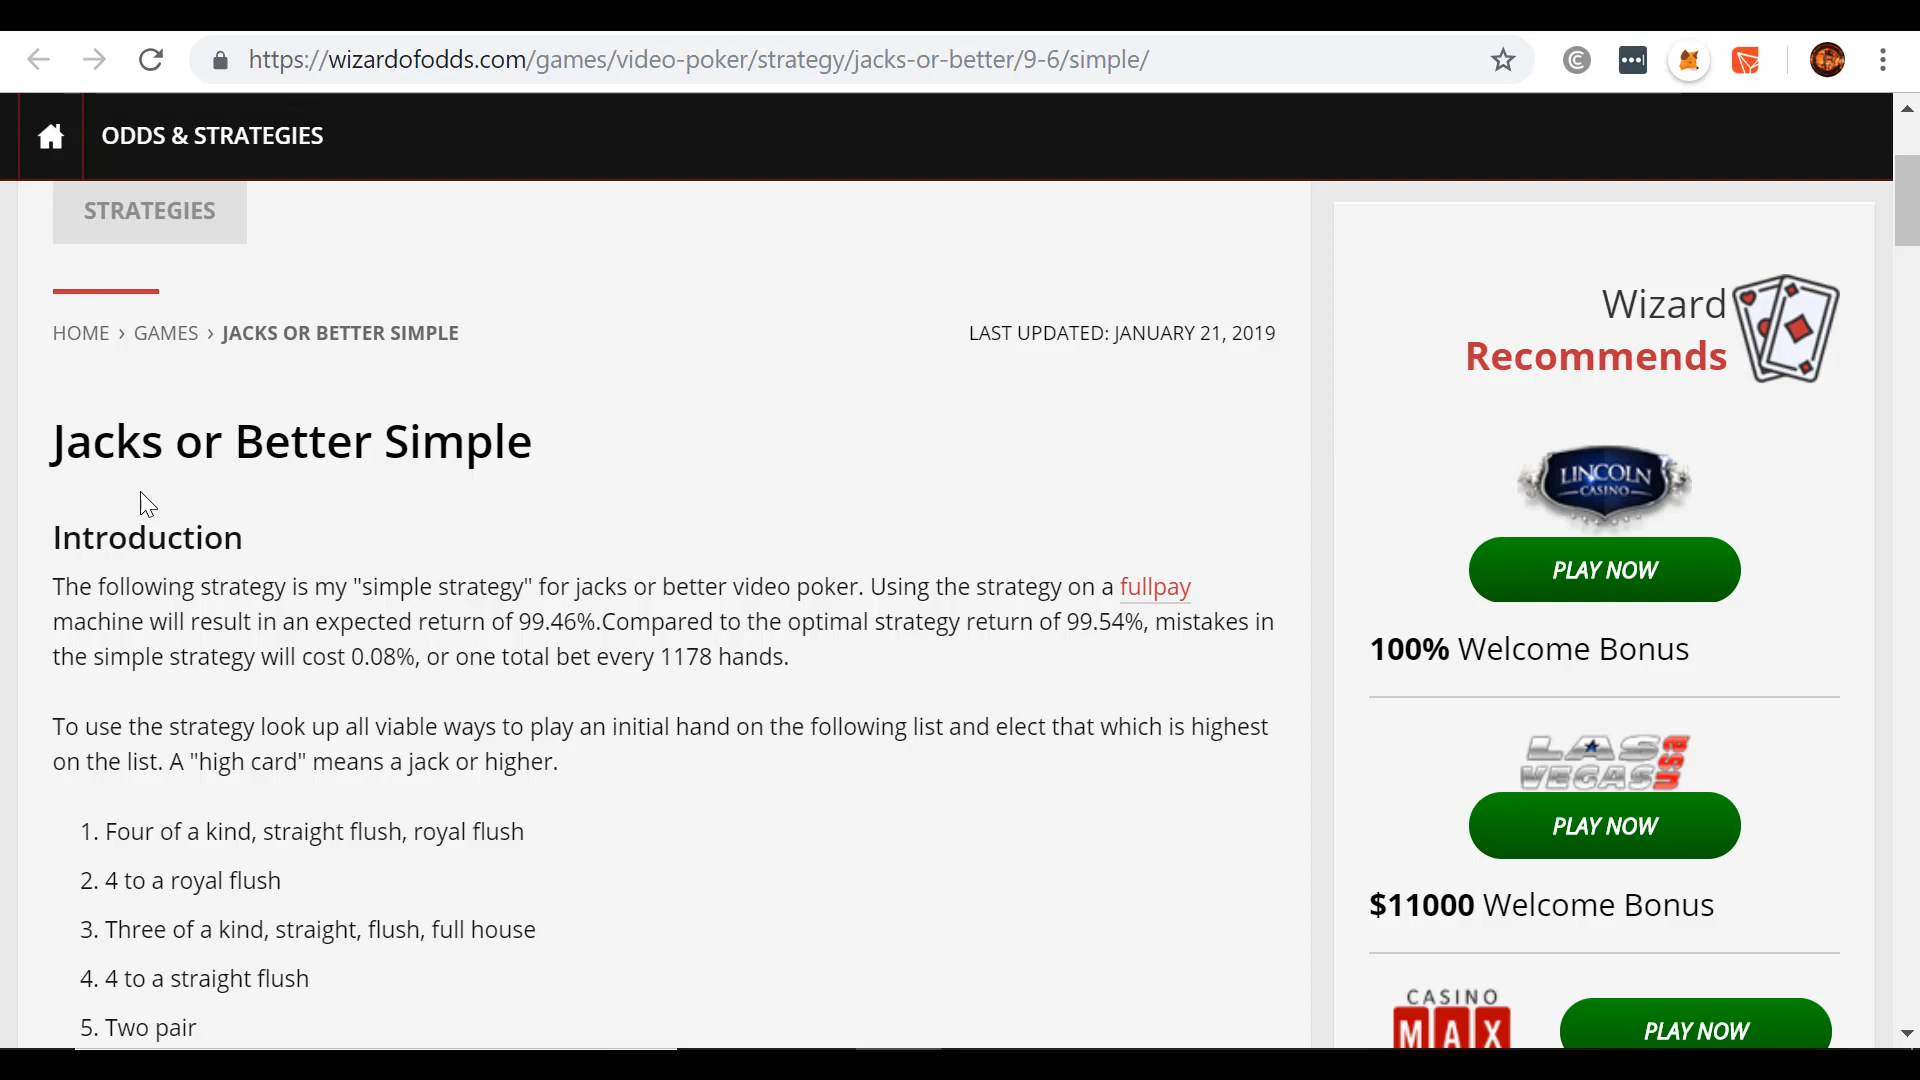 https://wizardofodds.com/games/video-poker/strategy/jacks-or-better/9-6/simple/
ODDS & STRATEGIES
STRATEGIES
HOME › GAMES › JACKS OR BETTER SIMPLE
LAST UPDATED: JANUARY 21, 2019
Jacks or Better Simple
Introduction
The following strategy is my "simple strategy" for jacks or better video poker. Using the strategy on a fullpay
machine will result in an expected return of 99.46%.Compared to the optimal strategy return of 99.54%, mistakes in
the simple strategy will cost 0.08%, or one total bet every 1178 hands.
To use the strategy look up all viable ways to play an initial hand on the following list and elect that which is highest
on the list. A "high card" means a jack or higher.
1. Four of a kind, straight flush, royal flush
2. 4 to a royal flush
3. Three of a kind, straight, flush, full house
4. 4 to a straight flush
5. Two pair
Wizard
Recommends
LINCOLN
CASINO
PLAY NOW
100% Welcome Bonus
LAS
VEGAS
USA
PLAY NOW
$11000 Welcome Bonus
CASINO
MAX
PLAY NOW